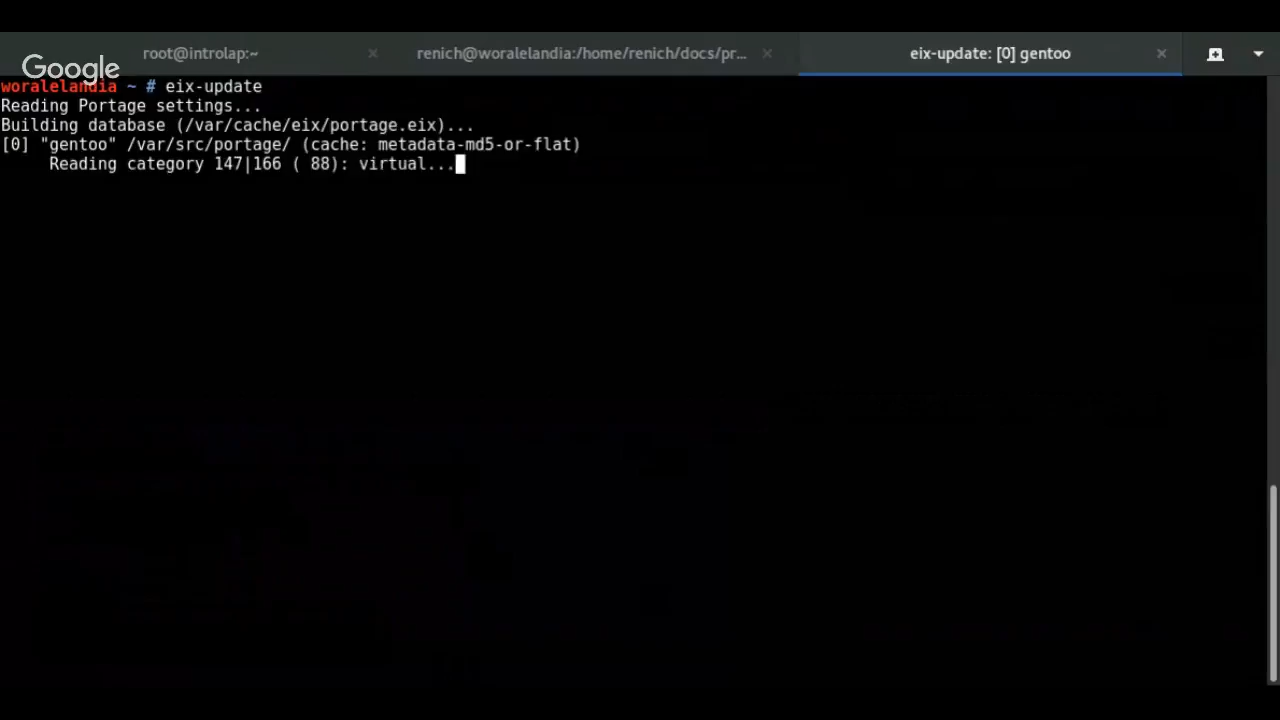 Google
root@introlap:~
renich@woralelandia:/home/renich/docs/pr...
eix-update: [0] gentoo
woralelandia ~ # eix-update
Reading Portage settings...
Building database (/var/cache/eix/portage.eix)...
[0] "gentoo" /var/src/portage/ (cache: metadata-md5-or-flat)
     Reading category 147|166 ( 88): virtual...